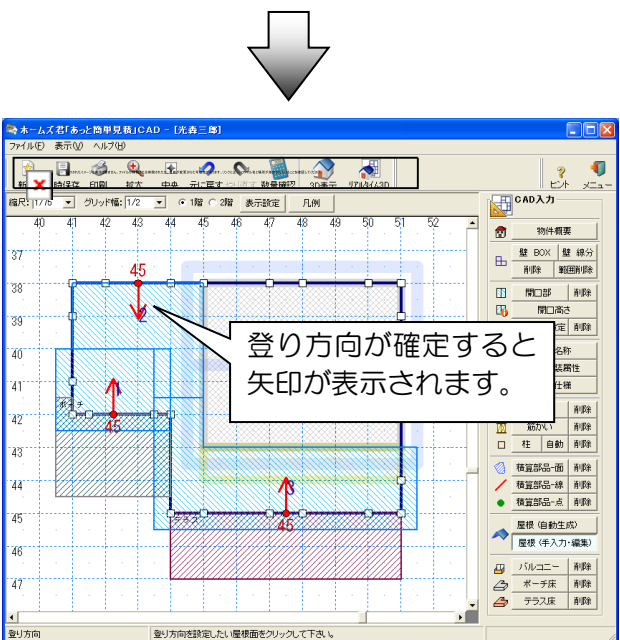 ホームズ君「あっと簡単見積」CAD - [光森三郎]
ファイル(F) 表示(V) ヘルプ(H)
時保存 印刷 拡大 中央 元に戻す やり直す 数量確認 3D表示 リアルタイム3D ヒント メニュー
縮尺: 1/75 グリッド幅: 1/2 1階 2階 表示設定 凡例
CAD入力
40 41 42 43 44 45 46 47 48 49 50 51 52
37
38
39
40
41
42
43
44
45
46
47
45
2
1
45
3
45
ポーチ
テラス
登り方向が確定すると
矢印が表示されます。
物件概要
壁 BOX 壁 線分
削除 範囲削除
開口部 削除
開口高さ
定 削除
名称
属性
仕様
削除
筋かい 削除
柱 自動 削除
積算部品-面 削除
積算部品-線 削除
積算部品-点 削除
屋根 (自動生成)
屋根 (手入力・編集)
バルコニー 削除
ポーチ床 削除
テラス床 削除
登り方向 登り方向を設定したい屋根面をクリックして下さい。